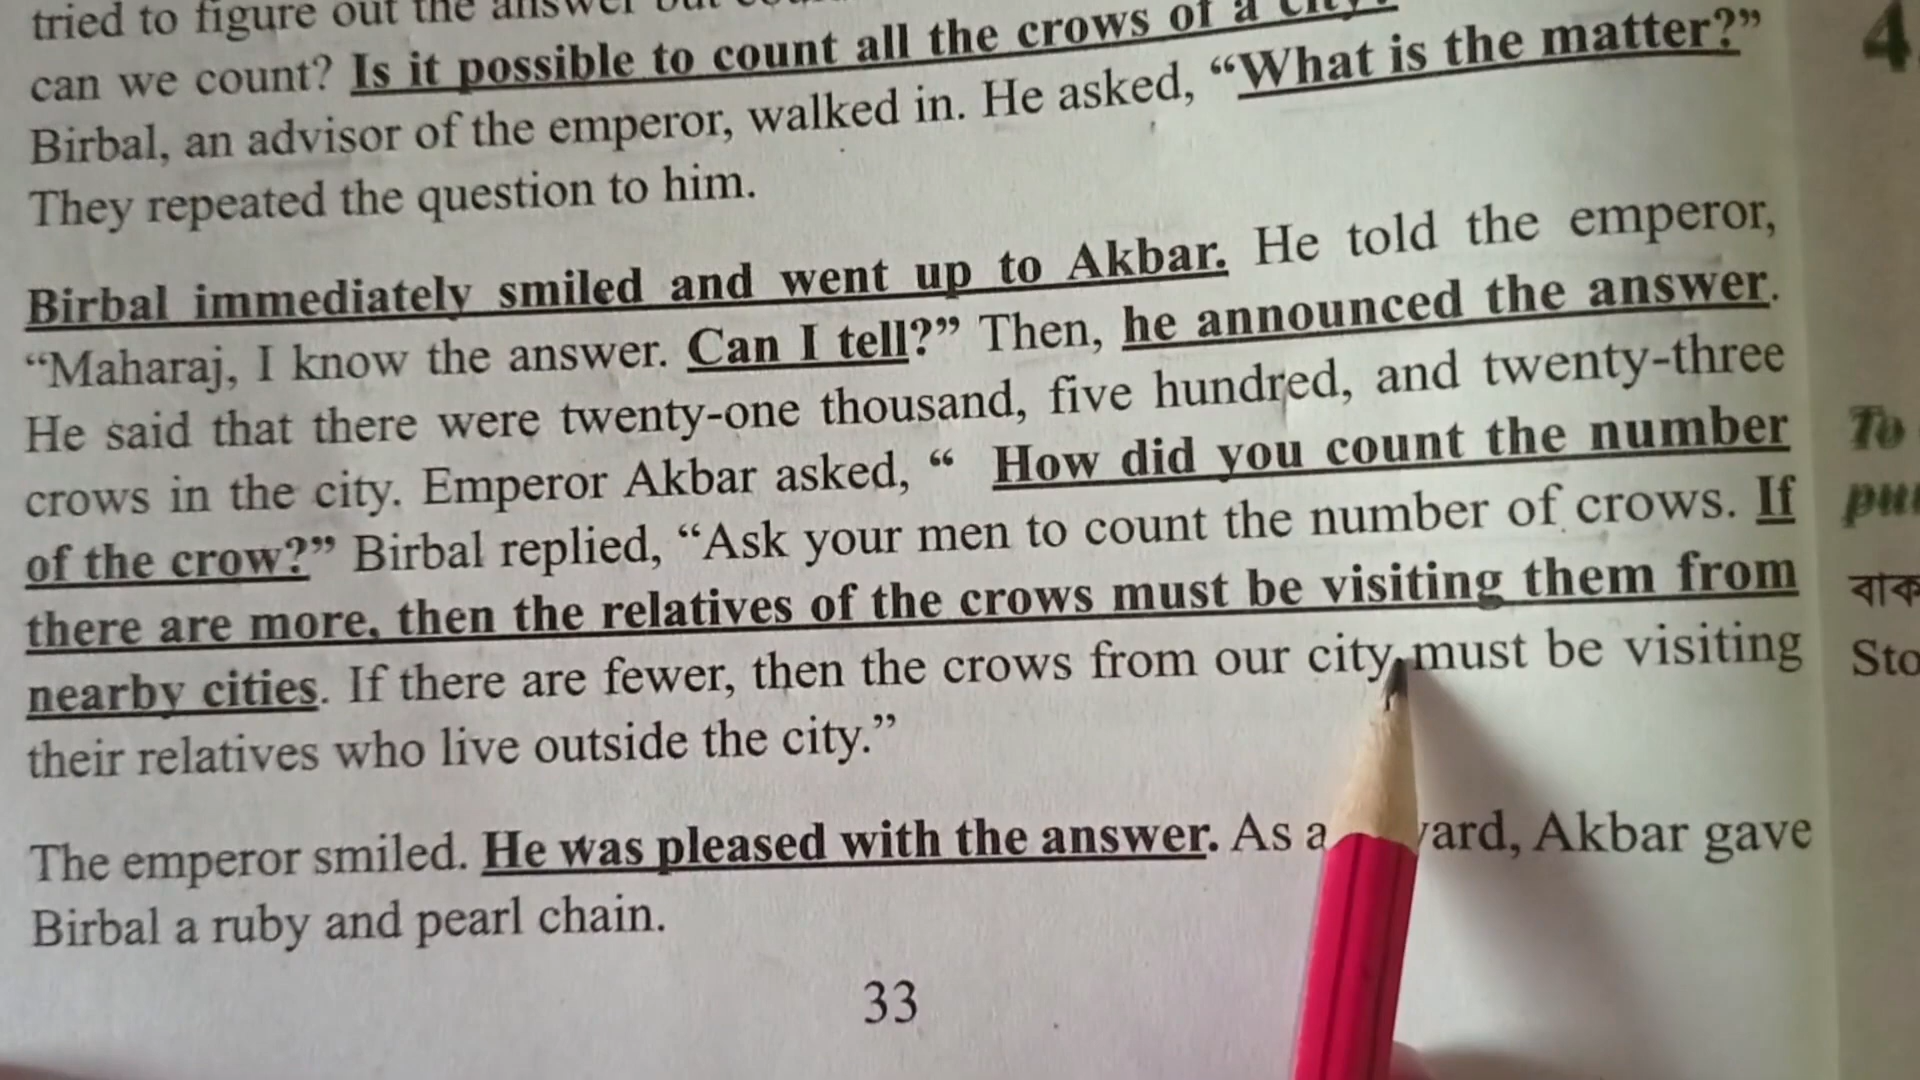 tried to figure out the answer but
can we count? Is it possible to count all the crows of a city?
Birbal, an advisor of the emperor, walked in. He asked, “What is the matter?”
They repeated the question to him.
Birbal immediately smiled and went up to Akbar. He told the emperor,
“Maharaj, I know the answer. Can I tell?” Then, he announced the answer.
He said that there were twenty-one thousand, five hundred, and twenty-three
crows in the city. Emperor Akbar asked, “ How did you count the number
of the crow?” Birbal replied, “Ask your men to count the number of crows. If
there are more, then the relatives of the crows must be visiting them from
nearby cities. If there are fewer, then the crows from our city must be visiting
their relatives who live outside the city.”
The emperor smiled. He was pleased with the answer. As a Akbar gave
Birbal a ruby and pearl chain.
33
4
To